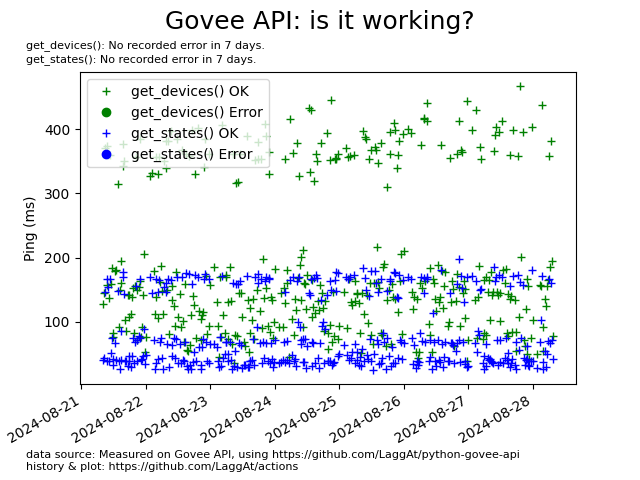 Govee API: is it working?
get_devices(): No recorded error in 7 days.
get_states(): No recorded error in 7 days.
get_devices() OK
get_devices() Error
get_states() OK
get_states() Error
400
300
200
100
Ping (ms)
2024-08-21
2024-08-22
2024-08-23
2024-08-24
2024-08-25
2024-08-26
2024-08-27
2024-08-28
data source: Measured on Govee API, using https://github.com/LaggAt/python-govee-api
history & plot: https://github.com/LaggAt/actions